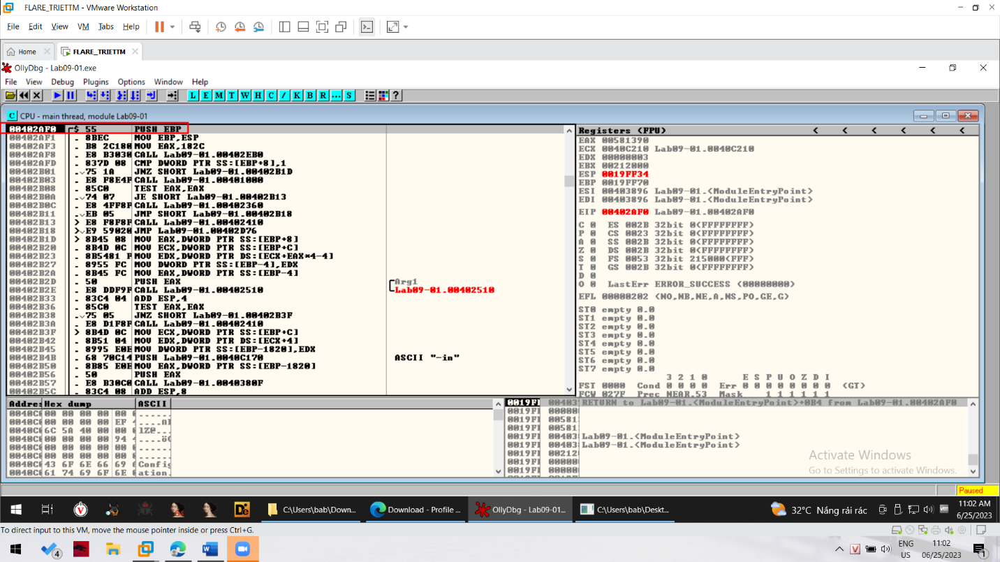 FLARE_TRIETTM - VMware Workstation
File Edit View VM Tabs Help
Home FLARE_TRIETTM
OllyDbg - Lab09-01.exe
File View Debug Plugins Options Window Help
L E M T W H C / K B R ... S ?
C CPU - main thread, module Lab09-01
00402AF0 $ 55 PUSH EBP
00402AF1 . 8BEC MOV EBP,ESP
00402AF3 . B8 2C180 MOV EAX,182C
00402AF8 . E8 B3030 CALL Lab09-01.00402EB0
00402AFD . 837D 08 CMP DWORD PTR SS:[EBP+8],1
00402B01 . 75 1A JNZ SHORT Lab09-01.00402B1D
00402B03 . E8 F8E4F CALL Lab09-01.00401000
00402B08 . 85C0 TEST EAX,EAX
00402B0A . 74 07 JE SHORT Lab09-01.00402B13
00402B0C . E8 4FF8F CALL Lab09-01.00402360
00402B11 . EB 05 JMP SHORT Lab09-01.00402B18
00402B13 > E8 F8F8F CALL Lab09-01.00402410
00402B18 > E9 59020 JMP Lab09-01.00402D76
00402B1D > 8B45 08 MOV EAX,DWORD PTR SS:[EBP+8]
00402B20 . 8B4D 0C MOV ECX,DWORD PTR SS:[EBP+C]
00402B23 . 8B5481 F MOV EDX,DWORD PTR DS:[ECX+EAX*4-4]
00402B27 . 8955 FC MOV DWORD PTR SS:[EBP-4],EDX
00402B2A . 8B45 FC MOV EAX,DWORD PTR SS:[EBP-4]
00402B2D . 50 PUSH EAX Arg1
00402B2E . E8 DDF9F CALL Lab09-01.00402510 Lab09-01.00402510
00402B33 . 83C4 04 ADD ESP,4
00402B36 . 85C0 TEST EAX,EAX
00402B38 . 75 05 JNZ SHORT Lab09-01.00402B3F
00402B3A . E8 D1F8F CALL Lab09-01.00402410
00402B3F > 8B4D 0C MOV ECX,DWORD PTR SS:[EBP+C]
00402B42 . 8B51 04 MOV EDX,DWORD PTR DS:[ECX+4]
00402B45 . 8995 E0E MOV DWORD PTR SS:[EBP-1820],EDX
00402B4B . 68 70C14 PUSH Lab09-01.0040C170 ASCII "-in"
00402B50 . 8B85 E0E MOV EAX,DWORD PTR SS:[EBP-1820]
00402B56 . 50 PUSH EAX
00402B57 . E8 B30C0 CALL Lab09-01.0040380F
00402B5C . 83C4 08 ADD ESP,8
Registers (FPU) < < < < < <
EAX 00581390
ECX 0040C210 Lab09-01.0040C210
EDX 00000003
EBX 00212000
ESP 0019FF34
EBP 0019FF70
ESI 00403896 Lab09-01.<ModuleEntryPoint>
EDI 00403896 Lab09-01.<ModuleEntryPoint>
EIP 00402AF0 Lab09-01.00402AF0
C 0 ES 002B 32bit 0(FFFFFFFF)
P 0 CS 0023 32bit 0(FFFFFFFF)
A 0 SS 002B 32bit 0(FFFFFFFF)
Z 0 DS 002B 32bit 0(FFFFFFFF)
S 0 FS 0053 32bit 215000(FFF)
T 0 GS 002B 32bit 0(FFFFFFFF)
D 0
O 0 LastErr ERROR_SUCCESS (00000000)
EFL 00000202 (NO,NB,NE,A,NS,PO,GE,G)
ST0 empty 0.0
ST1 empty 0.0
ST2 empty 0.0
ST3 empty 0.0
ST4 empty 0.0
ST5 empty 0.0
ST6 empty 0.0
ST7 empty 0.0
3 2 1 0 E S P U O Z D I
FST 0000 Cond 0 0 0 0 Err 0 0 0 0 0 0 0 0 (GT)
FCW 027F Prec NEAR,53 Mask 1 1 1 1 1 1
Addres Hex dump ASCII
0040C0 00 00 00 00 00 0 ......
0040C0 00 00 00 00 EF 4
0040C0 6C 5A 40 00 00 0 lZ@...
0040C0 00 00 00 00 94 4
0040C0 00 00 00 00 00 0 ......
0040C0 00 00 00 00 00 0 ......
0040C0 43 6F 6E 66 69 6 Config
0040C0 61 74 69 6F 6E 0 ation.
0019FF 00403 RETURN to Lab09-01.<ModuleEntryPoint>+0B4 from Lab09-01.00402AF0
0019FF 00000
0019FF 00581
0019FF 00581
0019FF 00403 Lab09-01.<ModuleEntryPoint>
0019FF 00403 Lab09-01.<ModuleEntryPoint>
0019FF 00212
0019FF 00000
Activate Windows
Go to Settings to activate Windows.
Paused
C:\Users\bab\Down... Download - Profile ... OllyDbg - Lab09-01... C:\Users\bab\Deskt...
32°C Nắng rải rác
11:02 AM
6/25/2023
To direct input to this VM, move the mouse pointer inside or press Ctrl+G.
ENG
US
11:02
06/25/2023